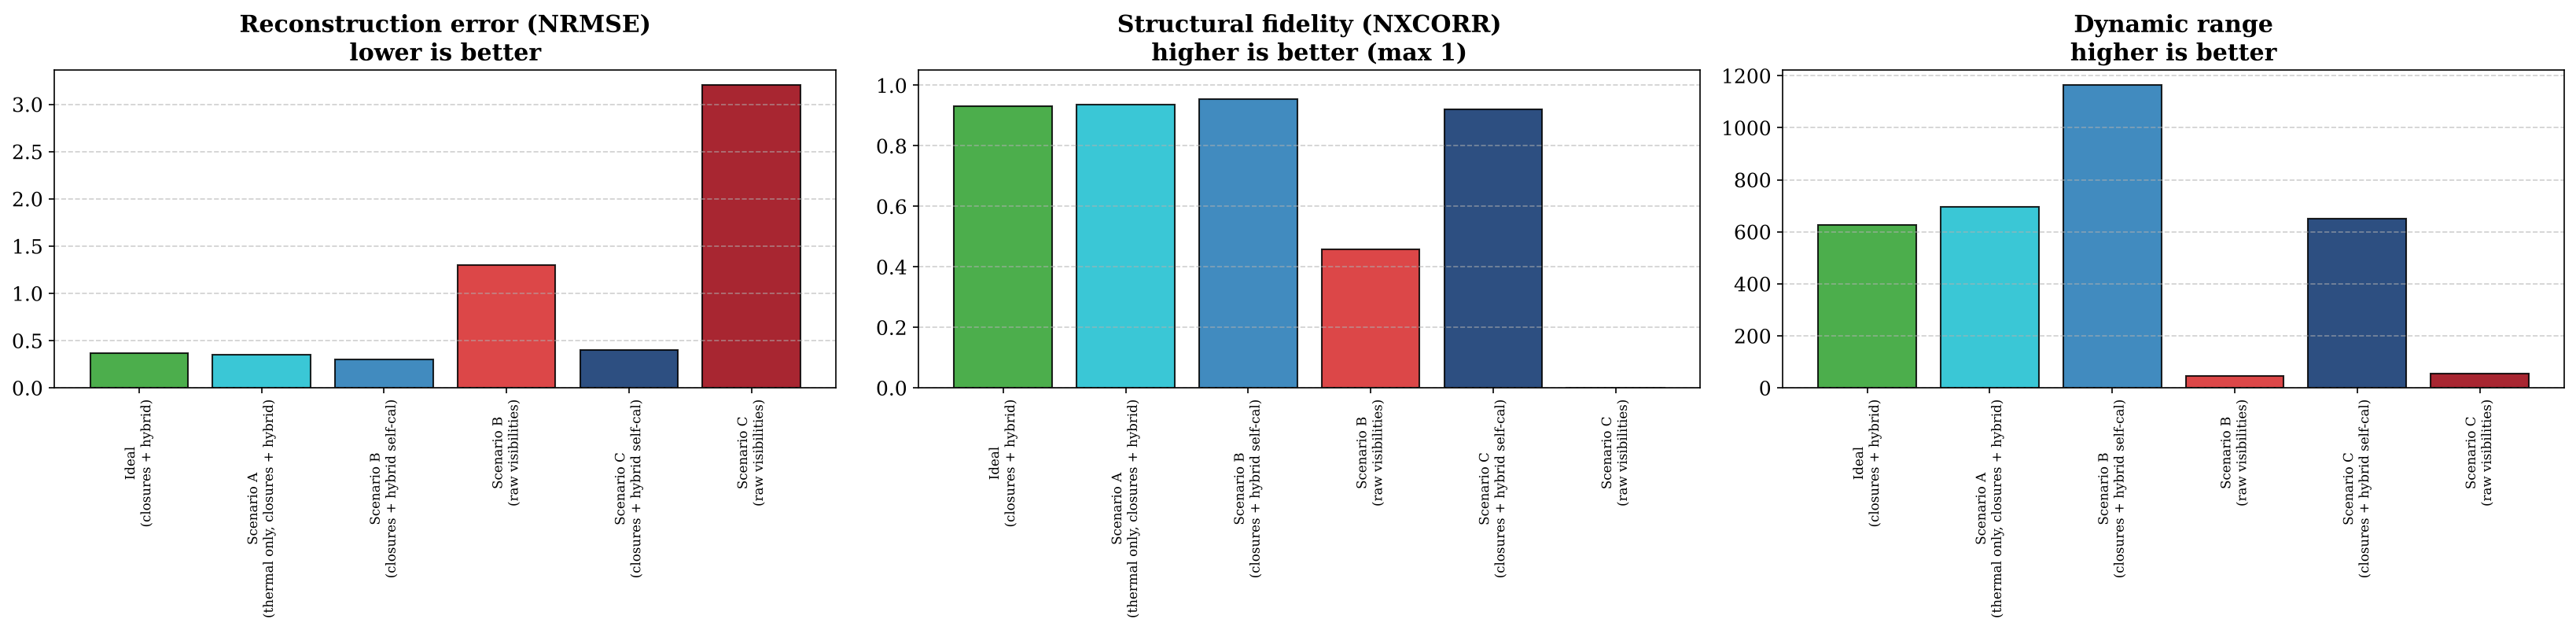 Reconstruction error (NRMSE)
lower is better
3.0
2.5
2.0
1.5
1.0
0.5
0.0
Ideal
(closures + hybrid)
Scenario A
(thermal only, closures + hybrid)
Scenario B
(closures + hybrid self-cal)
Scenario B
(raw visibilities)
Scenario C
(closures + hybrid self-cal)
Scenario C
(raw visibilities)
Structural fidelity (NXCORR)
higher is better (max 1)
1.0
0.8
0.6
0.4
0.2
0.0
Ideal
(closures + hybrid)
Scenario A
(thermal only, closures + hybrid)
Scenario B
(closures + hybrid self-cal)
Scenario B
(raw visibilities)
Scenario C
(closures + hybrid self-cal)
Scenario C
(raw visibilities)
Dynamic range
higher is better
1200
1000
800
600
400
200
0
Ideal
(closures + hybrid)
Scenario A
(thermal only, closures + hybrid)
Scenario B
(closures + hybrid self-cal)
Scenario B
(raw visibilities)
Scenario C
(closures + hybrid self-cal)
Scenario C
(raw visibilities)